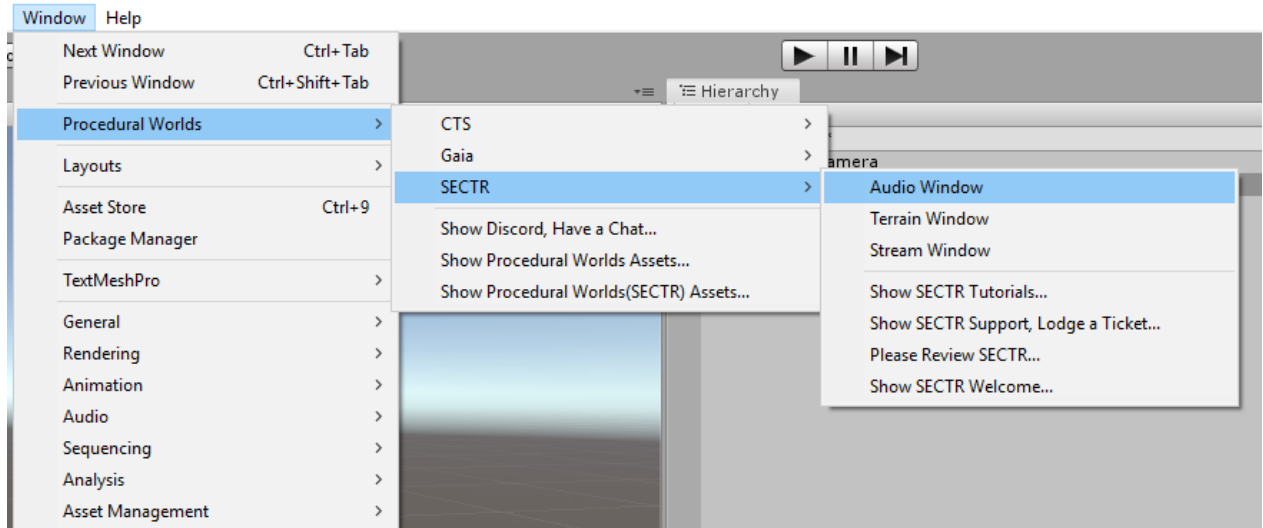 Window Help
Next Window Ctrl+Tab
Previous Window Ctrl+Shift+Tab
Procedural Worlds
Layouts
Asset Store Ctrl+9
Package Manager
TextMeshPro
General
Rendering
Animation
Audio
Sequencing
Analysis
Asset Management
CTS
Gaia
SECTR
Show Discord, Have a Chat...
Show Procedural Worlds Assets...
Show Procedural Worlds(SECTR) Assets...
Audio Window
Terrain Window
Stream Window
Show SECTR Tutorials...
Show SECTR Support, Lodge a Ticket...
Please Review SECTR...
Show SECTR Welcome...
Hierarchy
amera